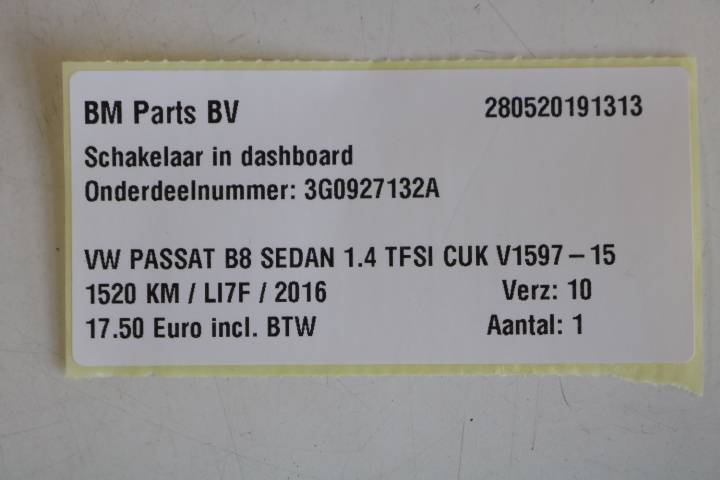 BM Parts BV 280520191313
Schakelaar in dashboard
Onderdeelnummer: 3G0927132A
VW PASSAT B8 SEDAN 1.4 TFSI CUK V1597 – 15
1520 KM / LI7F / 2016 Verz: 10
17.50 Euro incl. BTW Aantal: 1